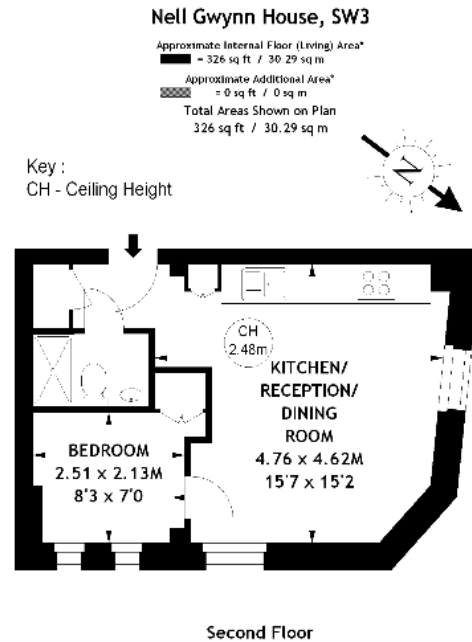 Nell Gwynn House, SW3
Approximate Internal Floor (Living) Area*
= 326 sq ft / 30.29 sq m
Approximate Additional Area*
= 0 sq ft / 0 sq m
Total Areas Shown on Plan
326 sq ft / 30.29 sq m
Key :
CH - Ceiling Height
N
CH
2.48m
KITCHEN/
RECEPTION/
DINING
ROOM
4.76 x 4.62M
15'7 x 15'2
BEDROOM
2.51 x 2.13M
8'3 x 7'0
Second Floor